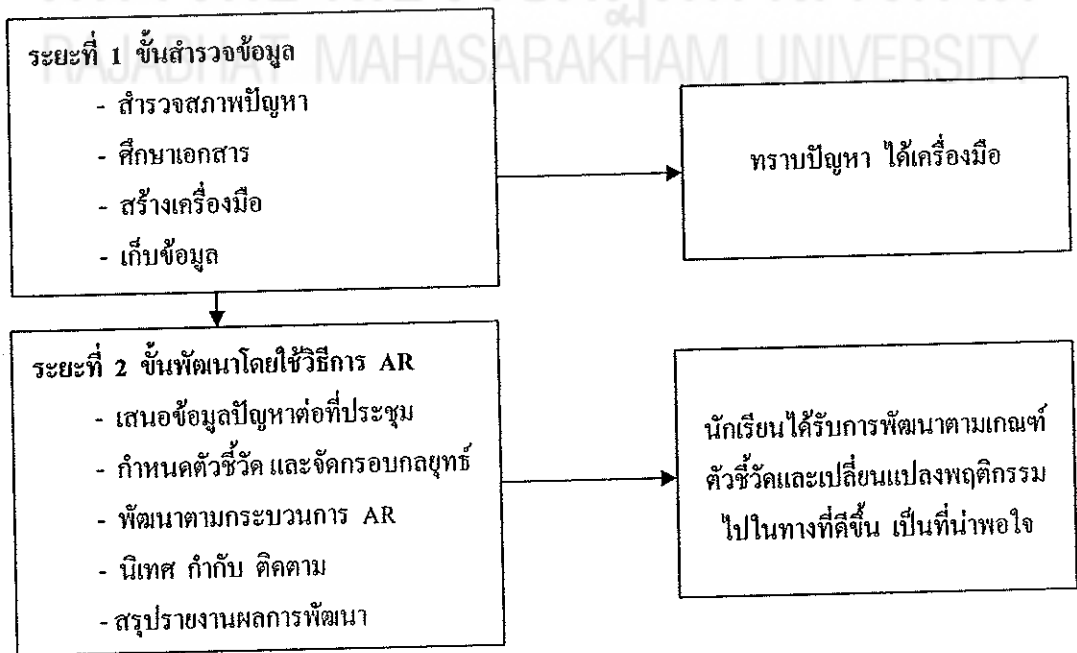 RAJABHAT MAHASARAKHAM UNIVERSITY
ระยะที่ 1 ขั้นสำรวจข้อมูล
- สำรวจสภาพปัญหา
- ศึกษาเอกสาร
- สร้างเครื่องมือ
- เก็บข้อมูล
ทราบปัญหา ได้เครื่องมือ
ระยะที่ 2 ขั้นพัฒนาโดยใช้วิธีการ AR
- เสนอข้อมูลปัญหาต่อที่ประชุม
- กำหนดตัวชี้วัด และจัดกรอบกลยุทธ์
- พัฒนาตามกระบวนการ AR
- นิเทศ กำกับ ติดตาม
- สรุปรายงานผลการพัฒนา
นักเรียนได้รับการพัฒนาตามเกณฑ์
ตัวชี้วัดและเปลี่ยนแปลงพฤติกรรม
ไปในทางที่ดีขึ้น เป็นที่น่าพอใจ